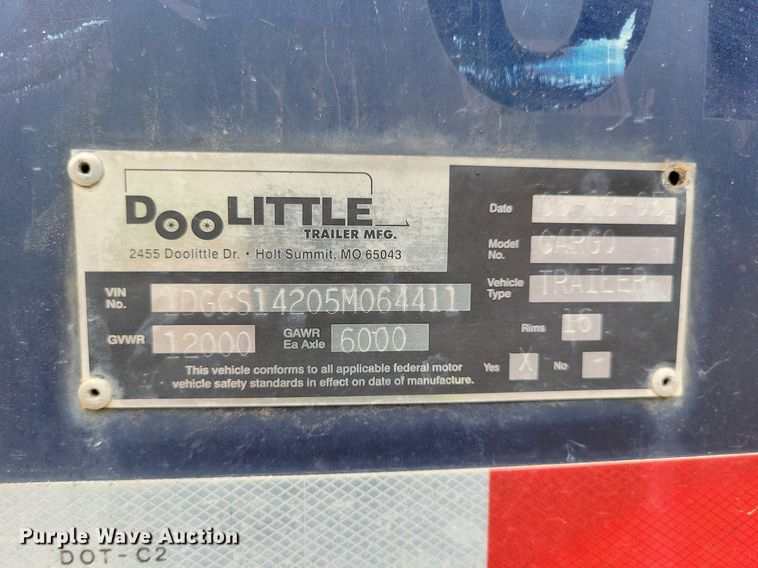 DOOLITTLE
TRAILER MFG.
2455 Doolittle Dr. • Holt Summit, MO 65043
VIN No. 1DGCS14205M064411
GVWR 12000 GAWR Ea Axle 6000
This vehicle conforms to all applicable federal motor
vehicle safety standards in effect on date of manufacture.
Date
Model No. CARGO
Vehicle Type TRAILER
Rims 16
Yes X No -
Purple Wave Auction
DOT-C2